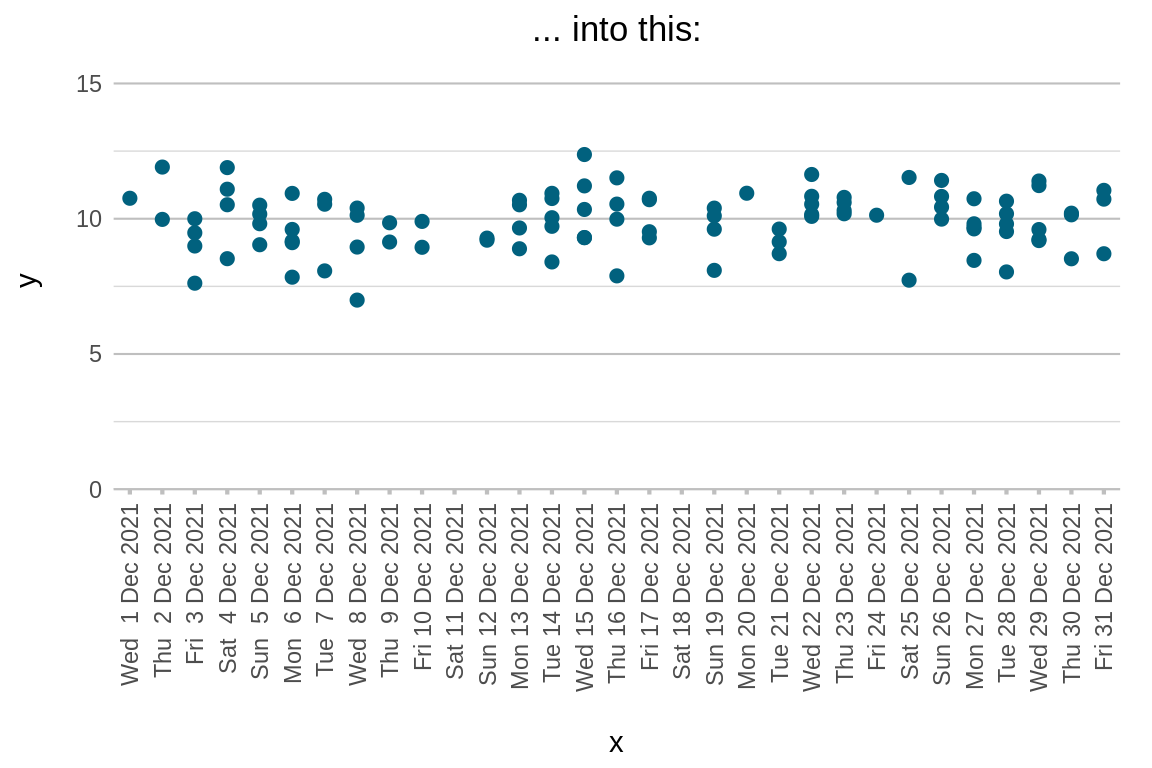 ... into this:
y
15
10
5
0
Wed  1 Dec 2021
Thu  2 Dec 2021
Fri  3 Dec 2021
Sat  4 Dec 2021
Sun  5 Dec 2021
Mon  6 Dec 2021
Tue  7 Dec 2021
Wed  8 Dec 2021
Thu  9 Dec 2021
Fri 10 Dec 2021
Sat 11 Dec 2021
Sun 12 Dec 2021
Mon 13 Dec 2021
Tue 14 Dec 2021
Wed 15 Dec 2021
Thu 16 Dec 2021
Fri 17 Dec 2021
Sat 18 Dec 2021
Sun 19 Dec 2021
Mon 20 Dec 2021
Tue 21 Dec 2021
Wed 22 Dec 2021
Thu 23 Dec 2021
Fri 24 Dec 2021
Sat 25 Dec 2021
Sun 26 Dec 2021
Mon 27 Dec 2021
Tue 28 Dec 2021
Wed 29 Dec 2021
Thu 30 Dec 2021
Fri 31 Dec 2021
x